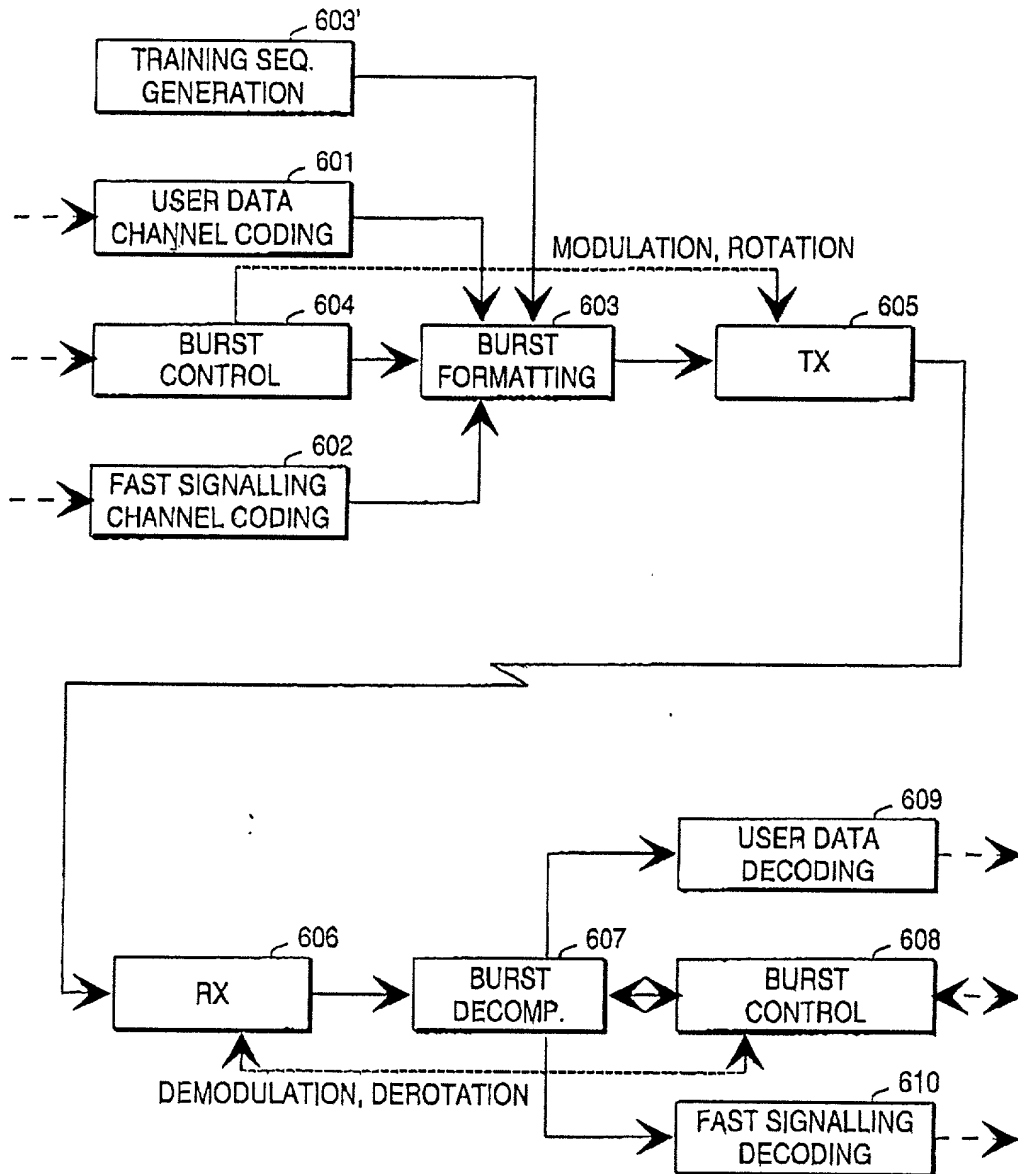 603'
TRAINING SEQ.
GENERATION
601
USER DATA
CHANNEL CODING
MODULATION, ROTATION
604
BURST
CONTROL
603
BURST
FORMATTING
605
TX
602
FAST SIGNALLING
CHANNEL CODING
609
USER DATA
DECODING
606
RX
607
BURST
DECOMP.
608
BURST
CONTROL
DEMODULATION, DEROTATION
610
FAST SIGNALLING
DECODING